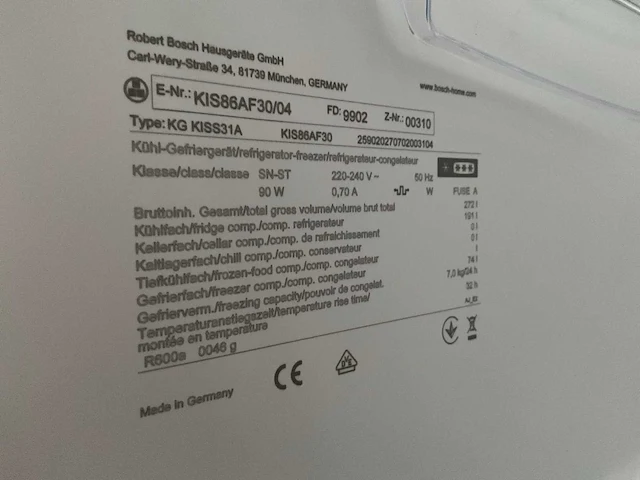 Robert Bosch Hausgeräte GmbH
Carl-Wery-Straße 34, 81739 München, GERMANY
www.bosch-home.com
E-Nr.: KIS86AF30/04 FD: 9902 Z-Nr.: 00310
Type: KG KISS31A KIS86AF30 259020270702003104
Kühl-Gefriergerät/refrigerator-freezer/refrigerateur-congelateur
Klasse/class/classe SN-ST 220-240 V~ 50 Hz
90 W 0,70 A W FUSE A
Bruttoinh. Gesamt/total gross volume/volume brut total 272 l
Kühlfach/fridge comp./comp. refrigerateur 191 l
Kellerfach/cellar comp./comp. de rafraichissement 0 l
Kaltlagerfach/chill comp./comp. conservateur 0 l
Tiefkühlfach/frozen-food comp./comp. congelateur l
Gefrierfach/freezer comp./comp. congelateur 74 l
Gefrierverm./freezing capacity/pouvoir de congelat. 7,0 kg/24 h
Temperaturanstiegszeit/temperature rise time/ 32 h
montée en temperature
R600a 0046 g
CE
Made in Germany